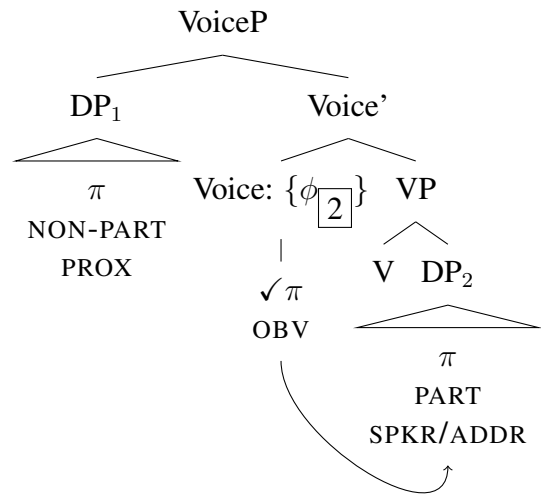 VoiceP
DP₁ Voice’
π
NON-PART
PROX
Voice: {ϕ 2 } VP
✓π
OBV
V DP₂
π
PART
SPKR/ADDR